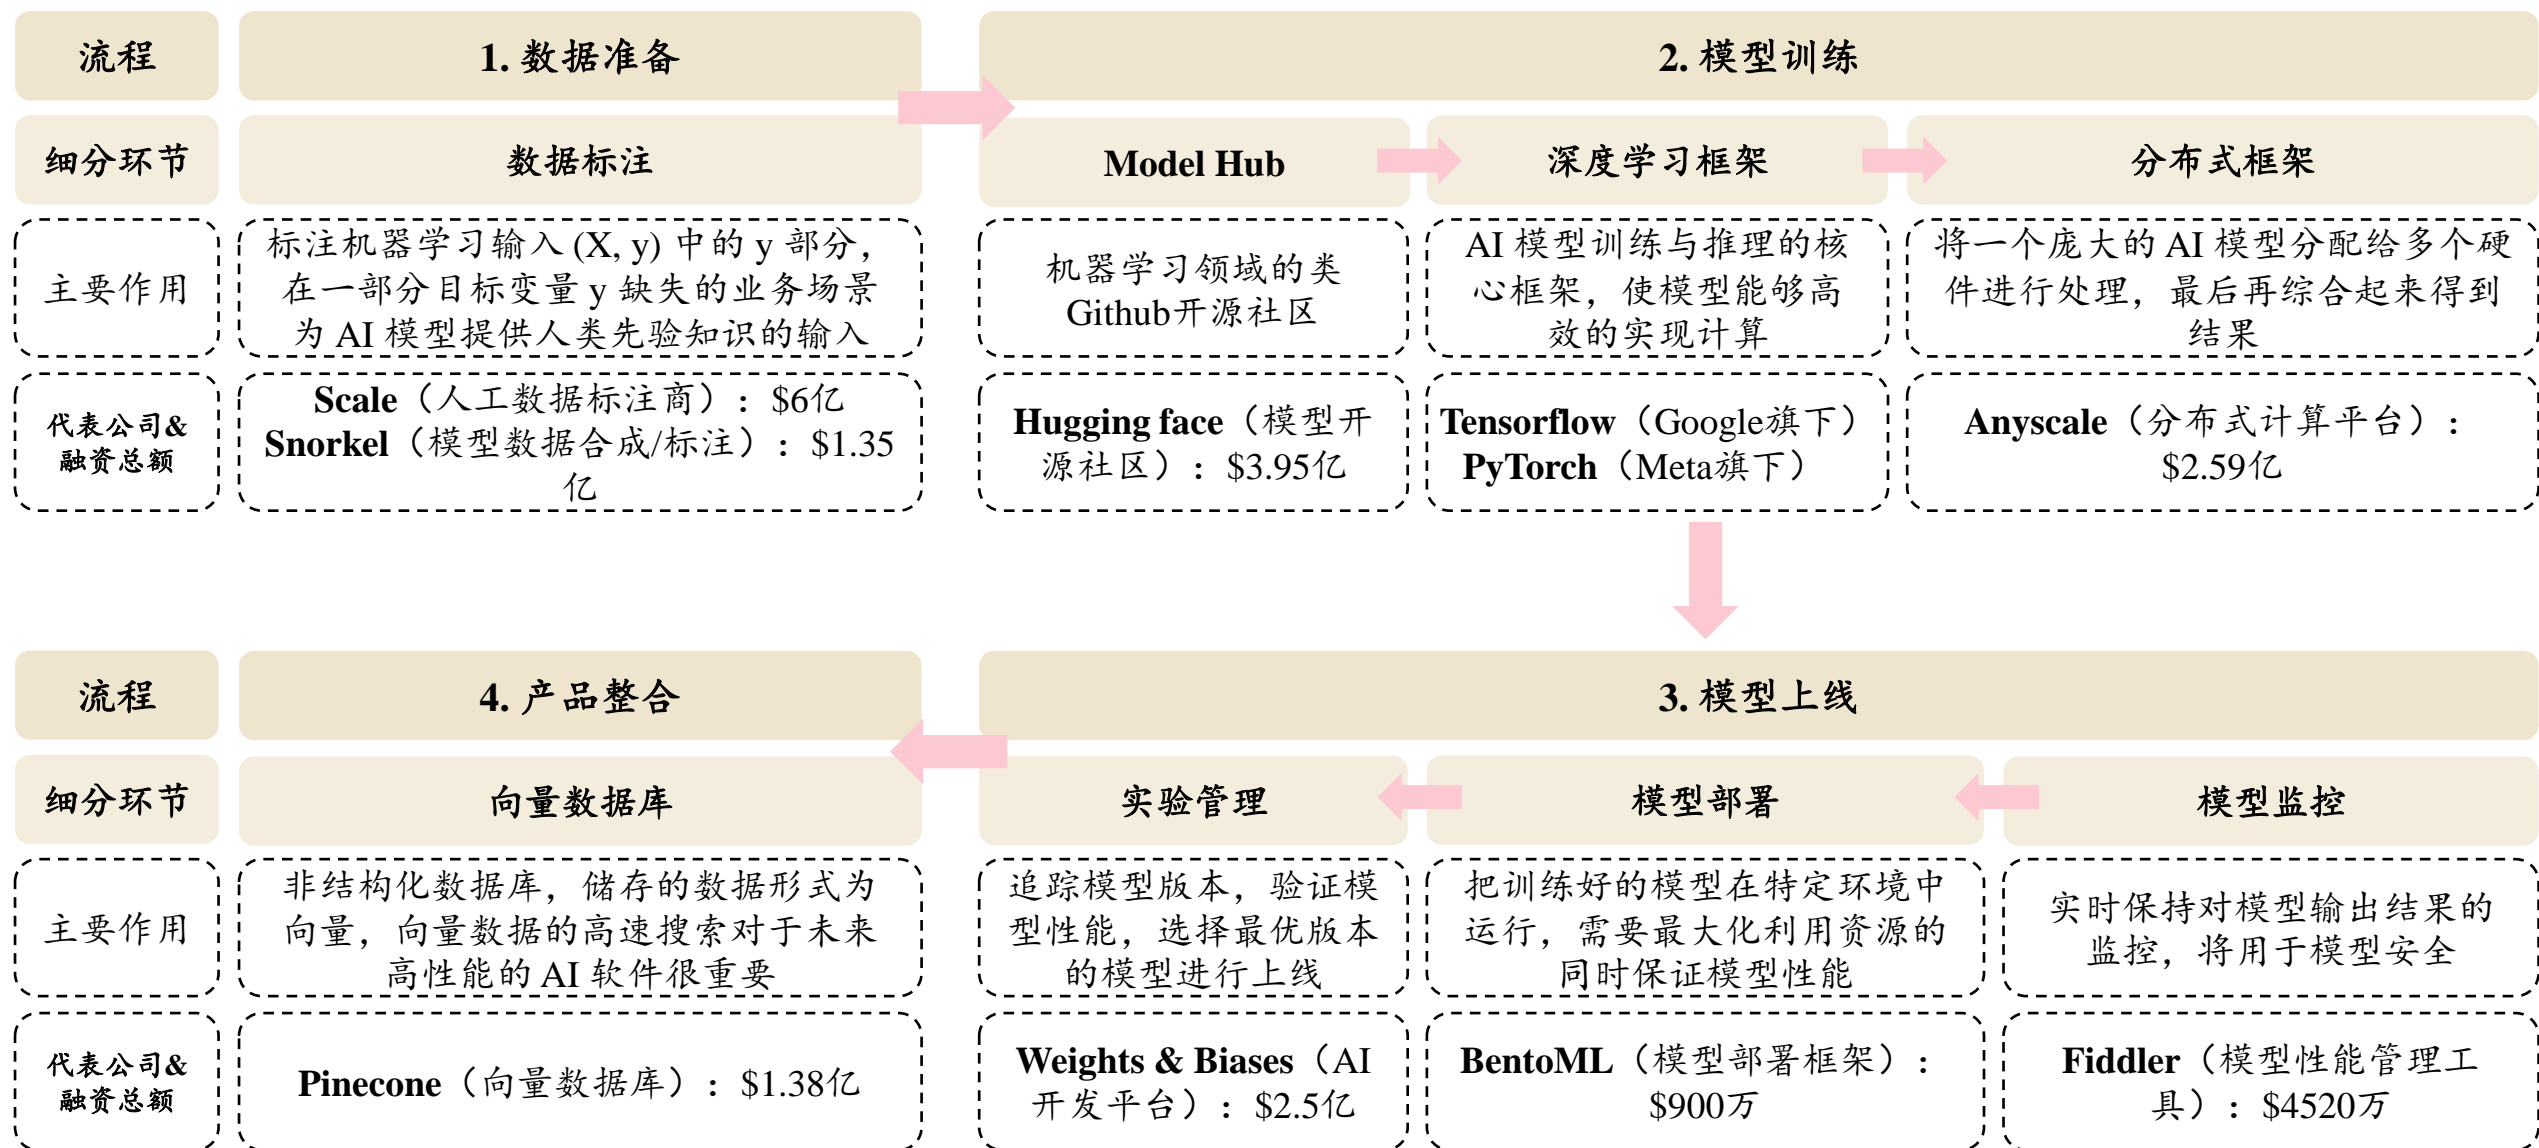 流程
1. 数据准备
2. 模型训练
细分环节
数据标注
Model Hub
深度学习框架
分布式框架
主要作用
标注机器学习输入 (X, y) 中的 y 部分，
在一部分目标变量 y 缺失的业务场景
为 AI 模型提供人类先验知识的输入
机器学习领域的类
Github开源社区
AI 模型训练与推理的核
心框架，使模型能够高
效的实现计算
将一个庞大的 AI 模型分配给多个硬
件进行处理，最后再综合起来得到
结果
代表公司&
融资总额
Scale（人工数据标注商）：$6亿
Snorkel（模型数据合成/标注）：$1.35
亿
Hugging face（模型开
源社区）：$3.95亿
Tensorflow（Google旗下）
PyTorch（Meta旗下）
Anyscale（分布式计算平台）：
$2.59亿
流程
4. 产品整合
3. 模型上线
细分环节
向量数据库
实验管理
模型部署
模型监控
主要作用
非结构化数据库，储存的数据形式为
向量，向量数据的高速搜索对于未来
高性能的 AI 软件很重要
追踪模型版本，验证模
型性能，选择最优版本
的模型进行上线
把训练好的模型在特定环境中
运行，需要最大化利用资源的
同时保证模型性能
实时保持对模型输出结果的
监控，将用于模型安全
代表公司&
融资总额
Pinecone（向量数据库）：$1.38亿
Weights & Biases（AI
开发平台）：$2.5亿
BentoML（模型部署框架）：
$900万
Fiddler（模型性能管理工
具）：$4520万